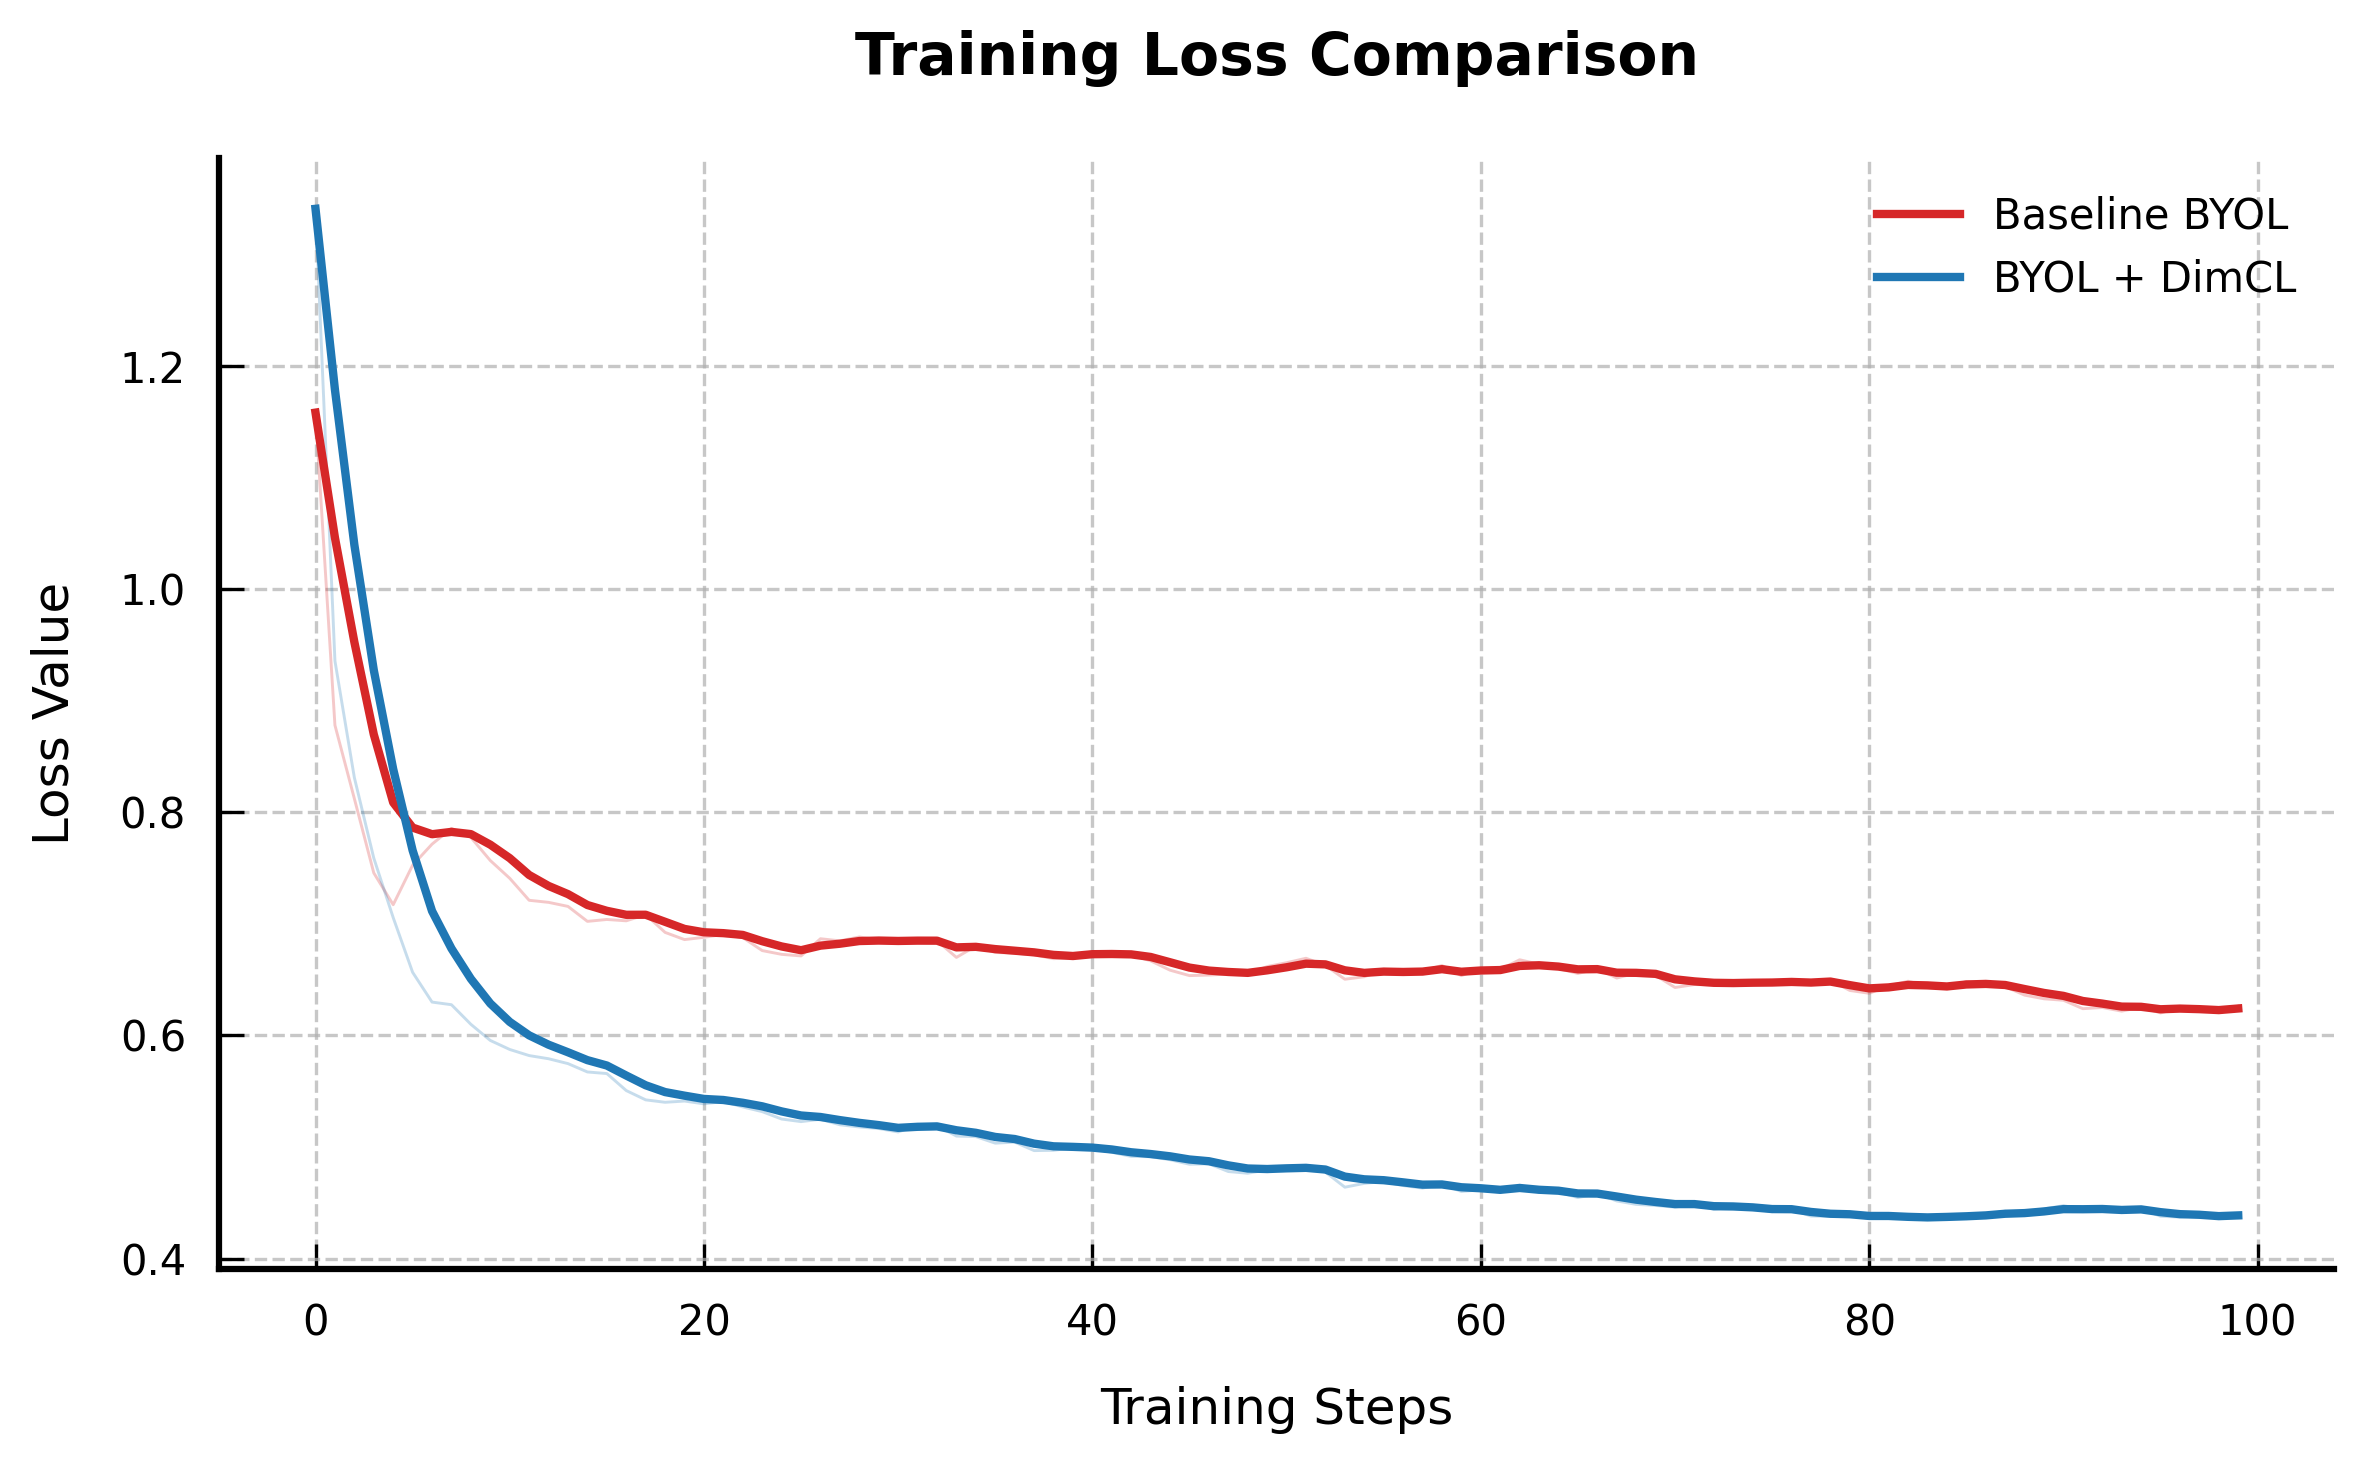 Training Loss Comparison
Baseline BYOL
BYOL + DimCL
Loss Value
1.2
1.0
0.8
0.6
0.4
0 20 40 60 80 100
Training Steps